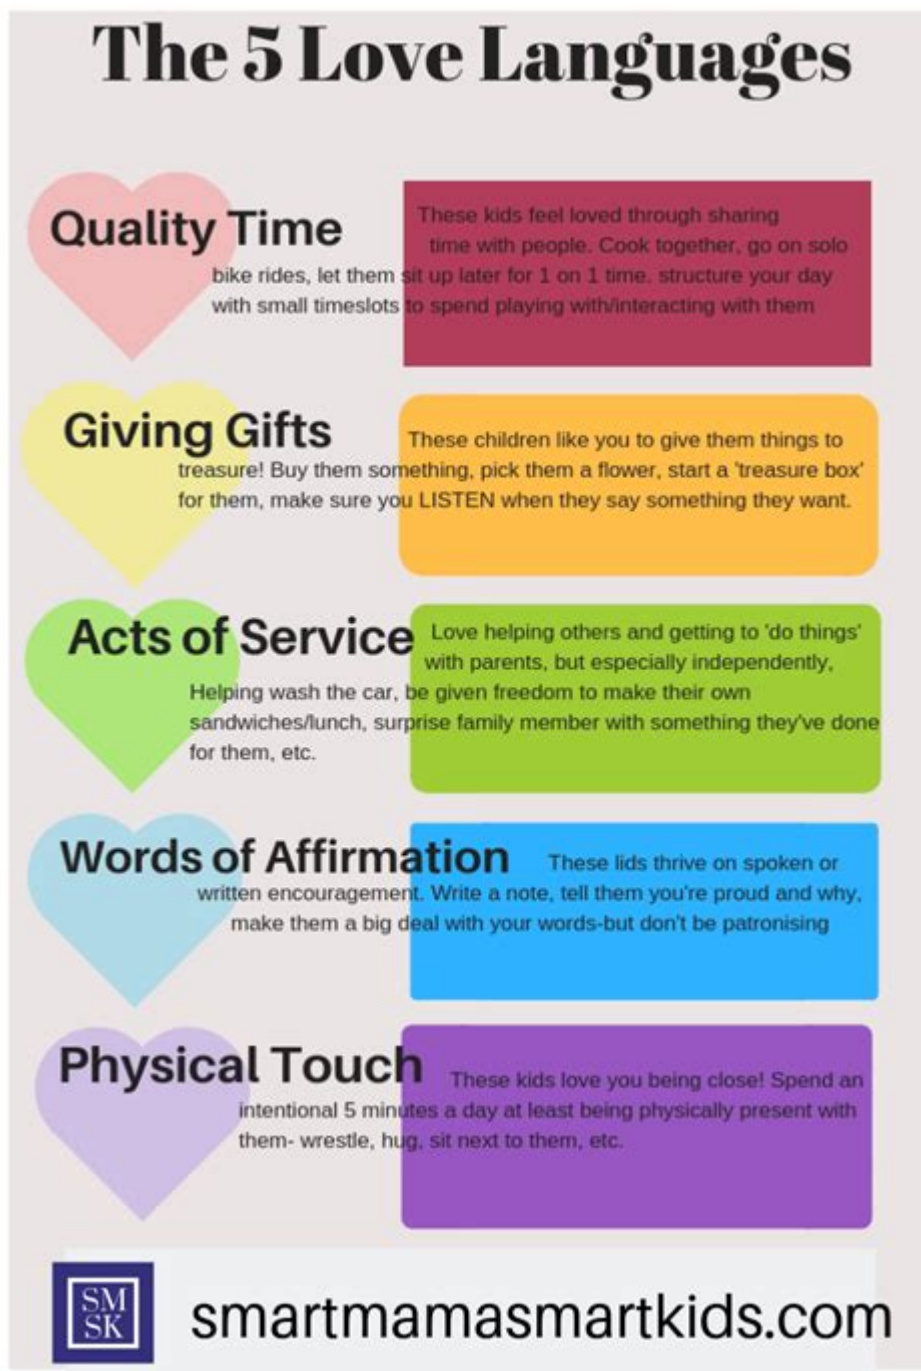 The 5 Love Languages
Quality Time
These kids feel loved through sharing
time with people. Cook together, go on solo
bike rides, let them sit up later for 1 on 1 time. structure your day
with small timeslots to spend playing with/interacting with them
Giving Gifts
These children like you to give them things to
treasure! Buy them something, pick them a flower, start a 'treasure box'
for them, make sure you LISTEN when they say something they want.
Acts of Service
Love helping others and getting to 'do things'
with parents, but especially independently,
Helping wash the car, be given freedom to make their own
sandwiches/lunch, surprise family member with something they've done
for them, etc.
Words of Affirmation
These lids thrive on spoken or
written encouragement. Write a note, tell them you're proud and why,
make them a big deal with your words-but don't be patronising
Physical Touch
These kids love you being close! Spend an
intentional 5 minutes a day at least being physically present with
them- wrestle, hug, sit next to them, etc.
SM
SK
smartmamasmartkids.com